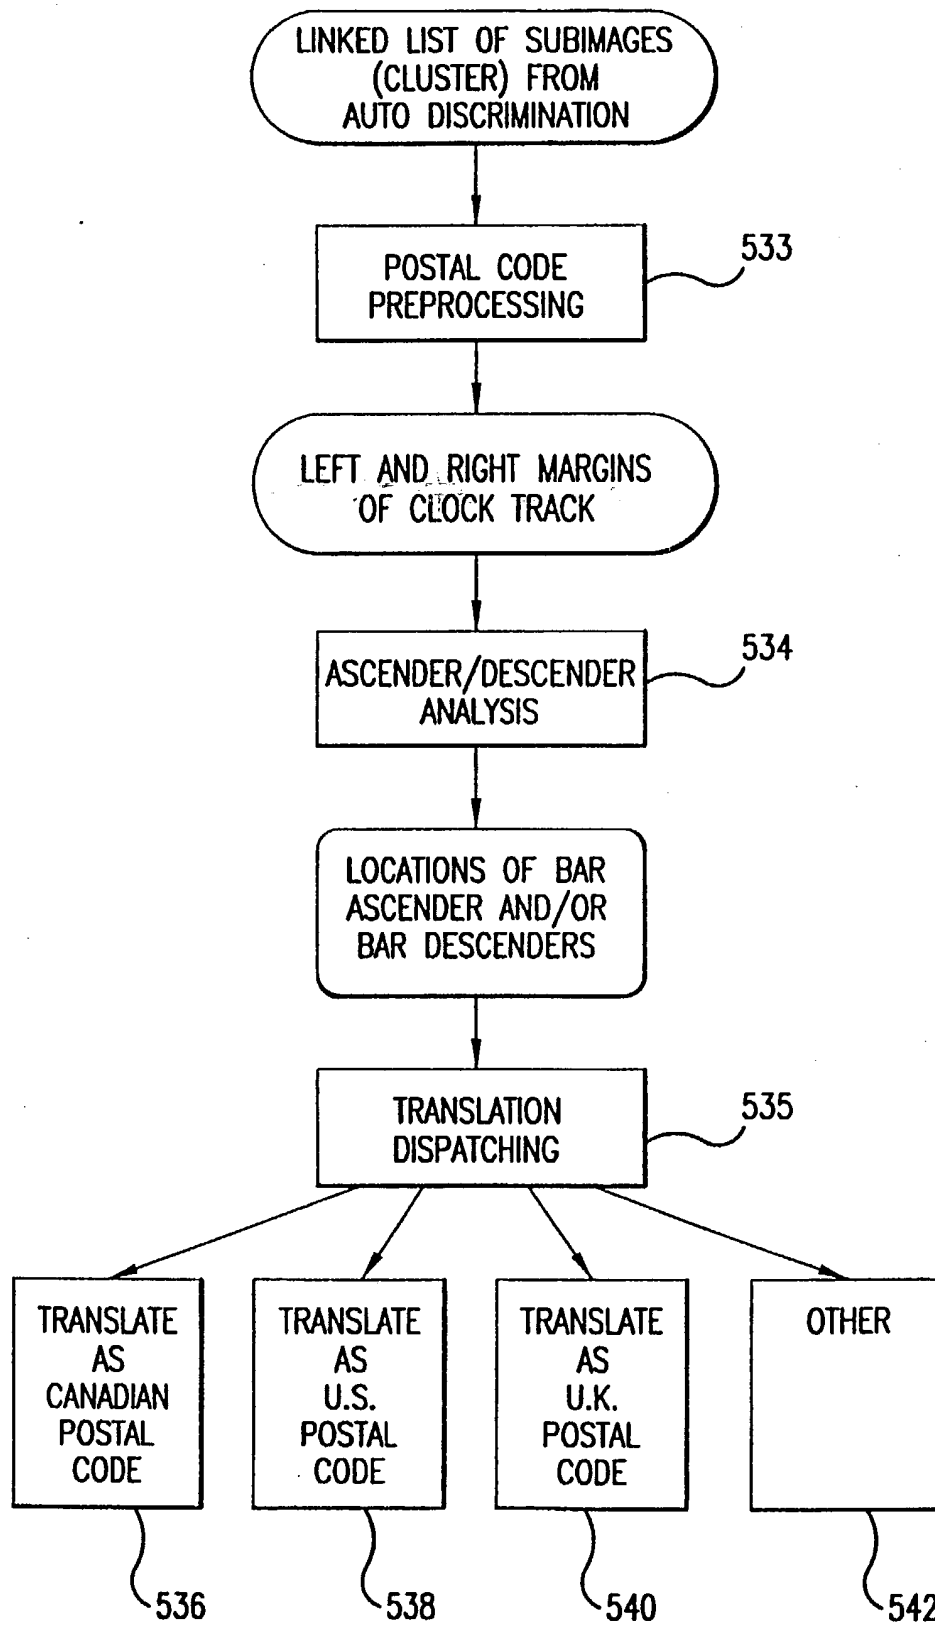 LINKED LIST OF SUBIMAGES
(CLUSTER) FROM
AUTO DISCRIMINATION
POSTAL CODE
PREPROCESSING
533
LEFT AND RIGHT MARGINS
OF CLOCK TRACK
ASCENDER/DESCENDER
ANALYSIS
534
LOCATIONS OF BAR
ASCENDER AND/OR
BAR DESCENDERS
TRANSLATION
DISPATCHING
535
TRANSLATE
AS
CANADIAN
POSTAL
CODE
536
TRANSLATE
AS
U.S.
POSTAL
CODE
538
TRANSLATE
AS
U.K.
POSTAL
CODE
540
OTHER
542